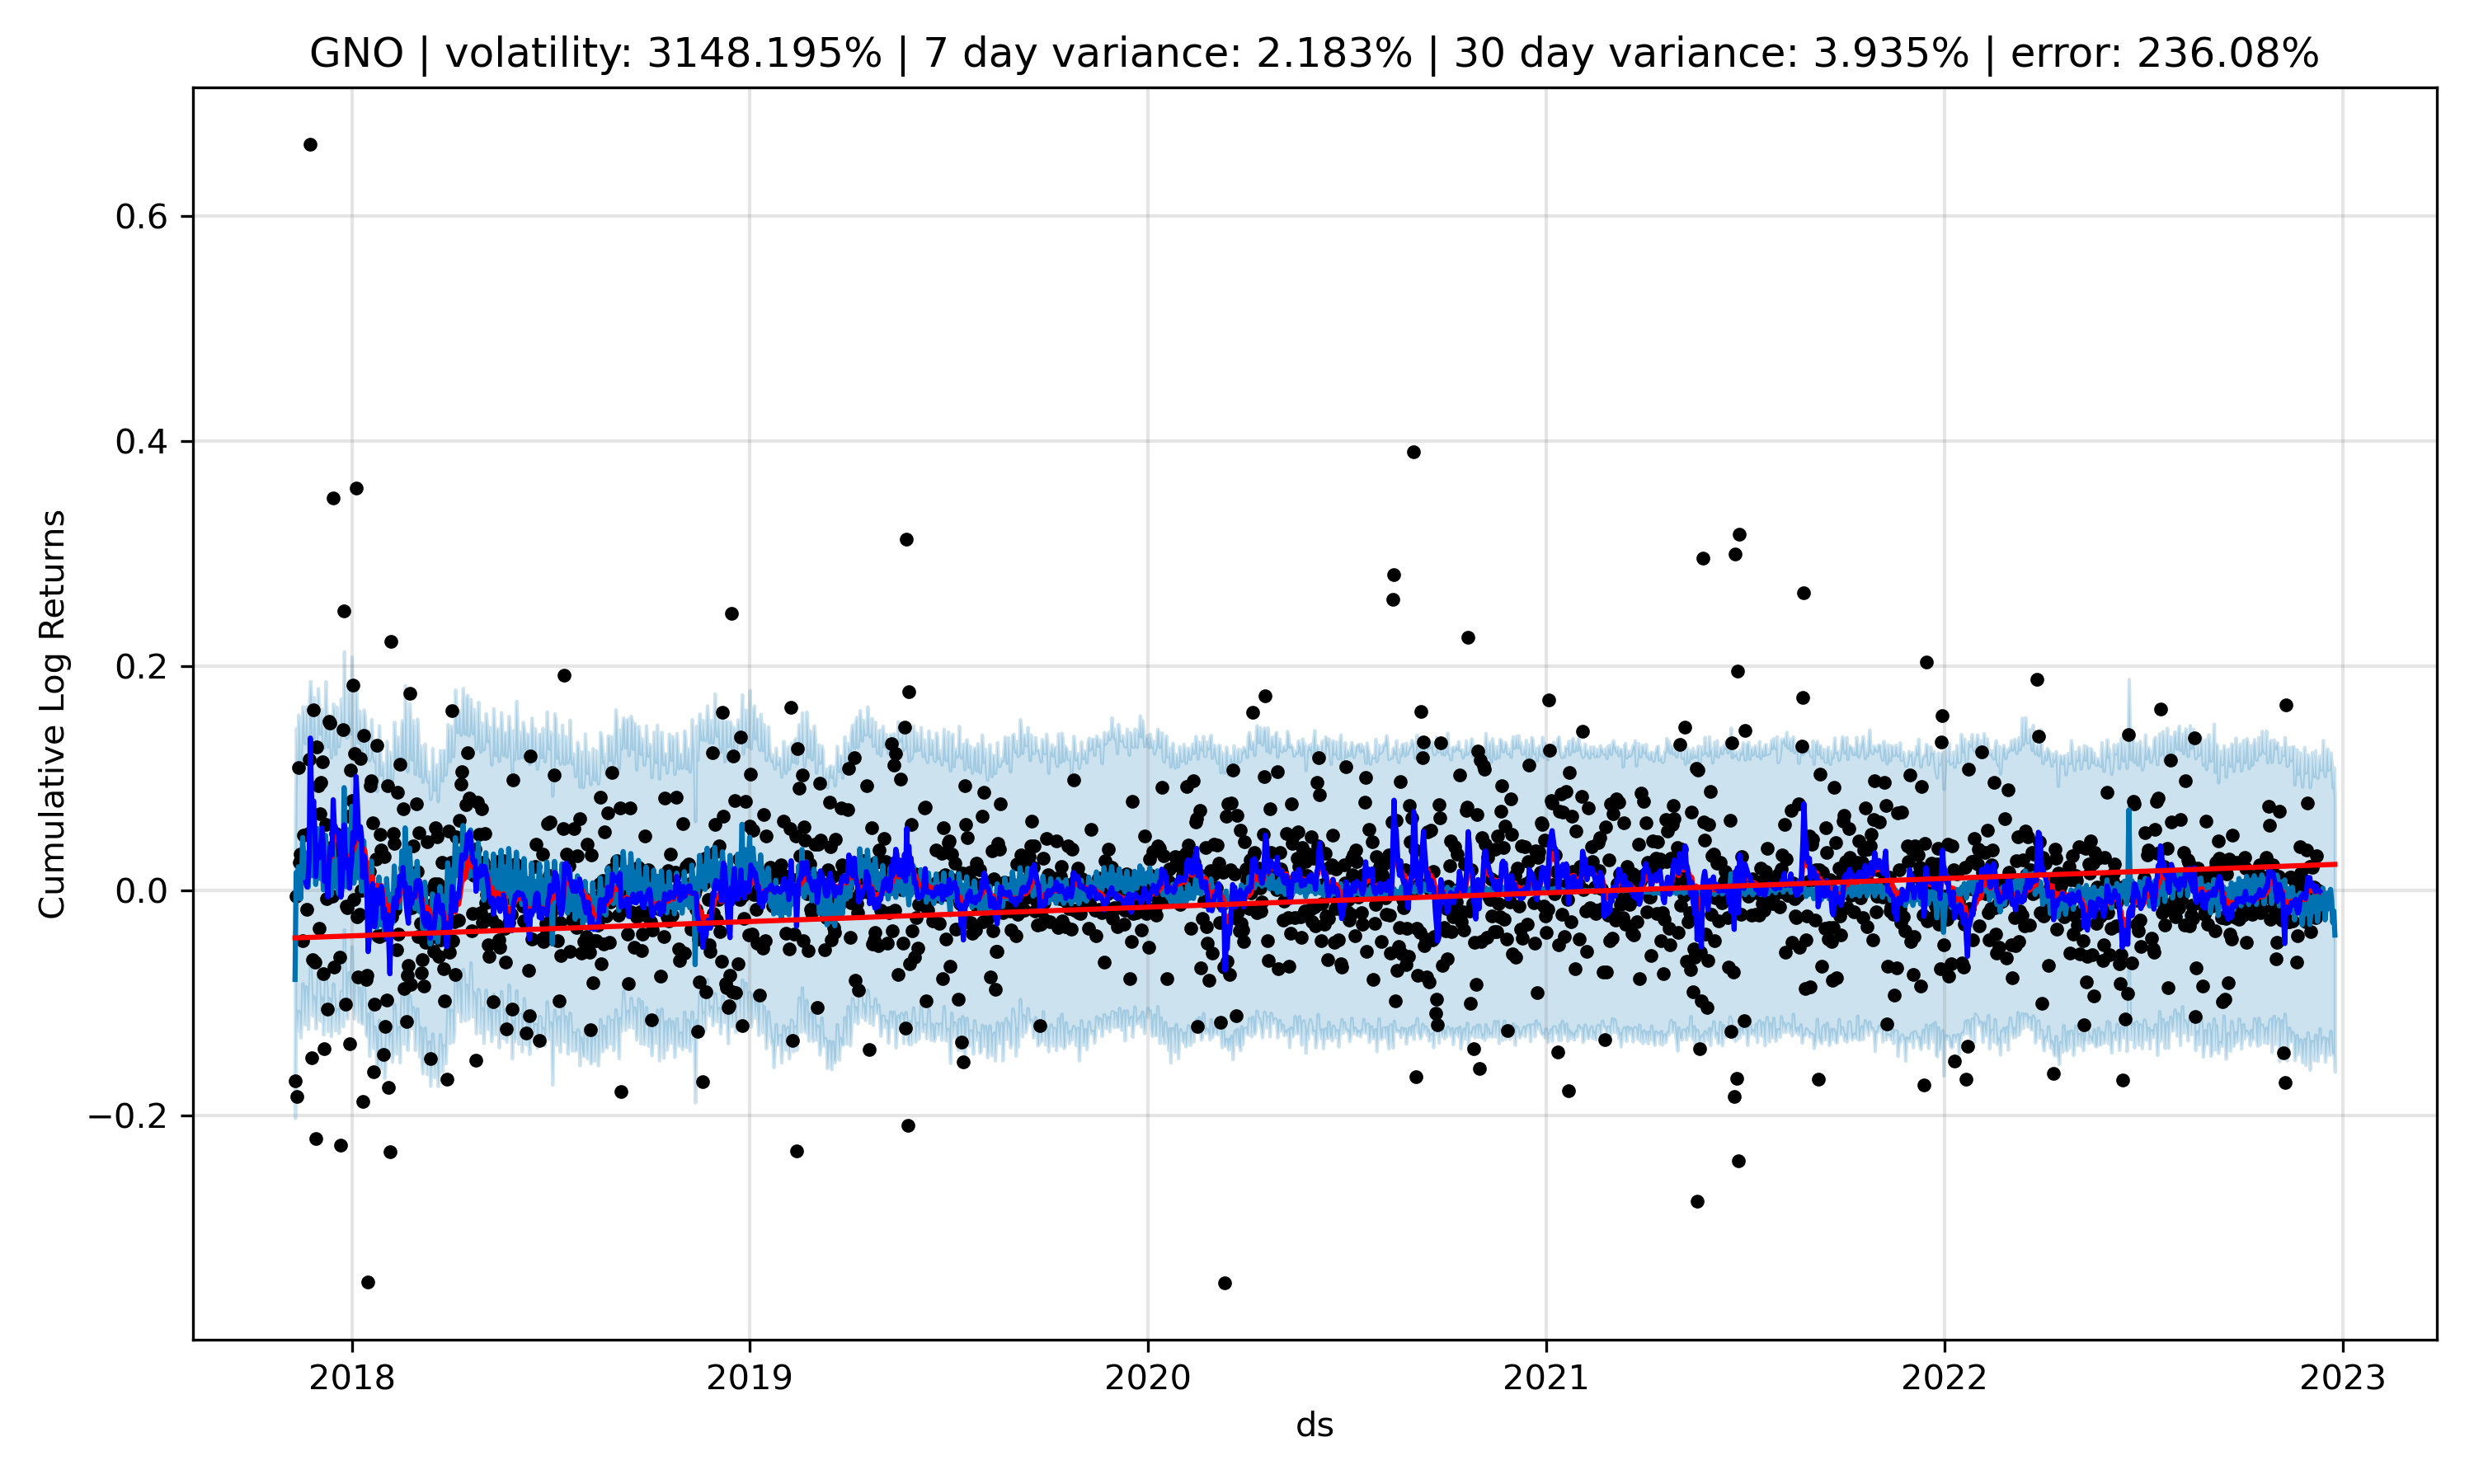 GNO | volatility: 3148.195% | 7 day variance: 2.183% | 30 day variance: 3.935% | error: 236.08%
Cumulative Log Returns
0.6
0.4
0.2
0.0
−0.2
2018 2019 2020 2021 2022 2023
ds